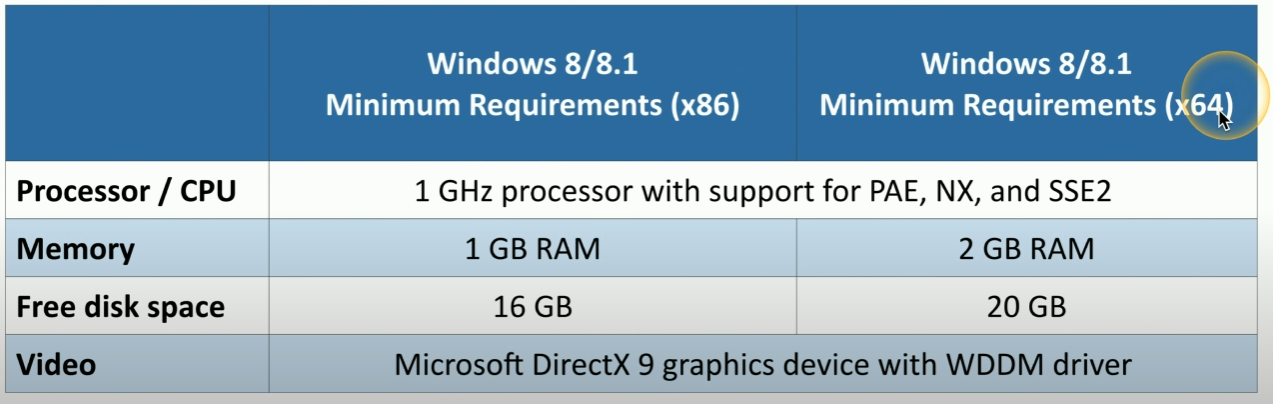 Windows 8/8.1
Minimum Requirements (x86)
Windows 8/8.1
Minimum Requirements (x64)
Processor / CPU
1 GHz processor with support for PAE, NX, and SSE2
Memory
1 GB RAM
2 GB RAM
Free disk space
16 GB
20 GB
Video
Microsoft DirectX 9 graphics device with WDDM driver